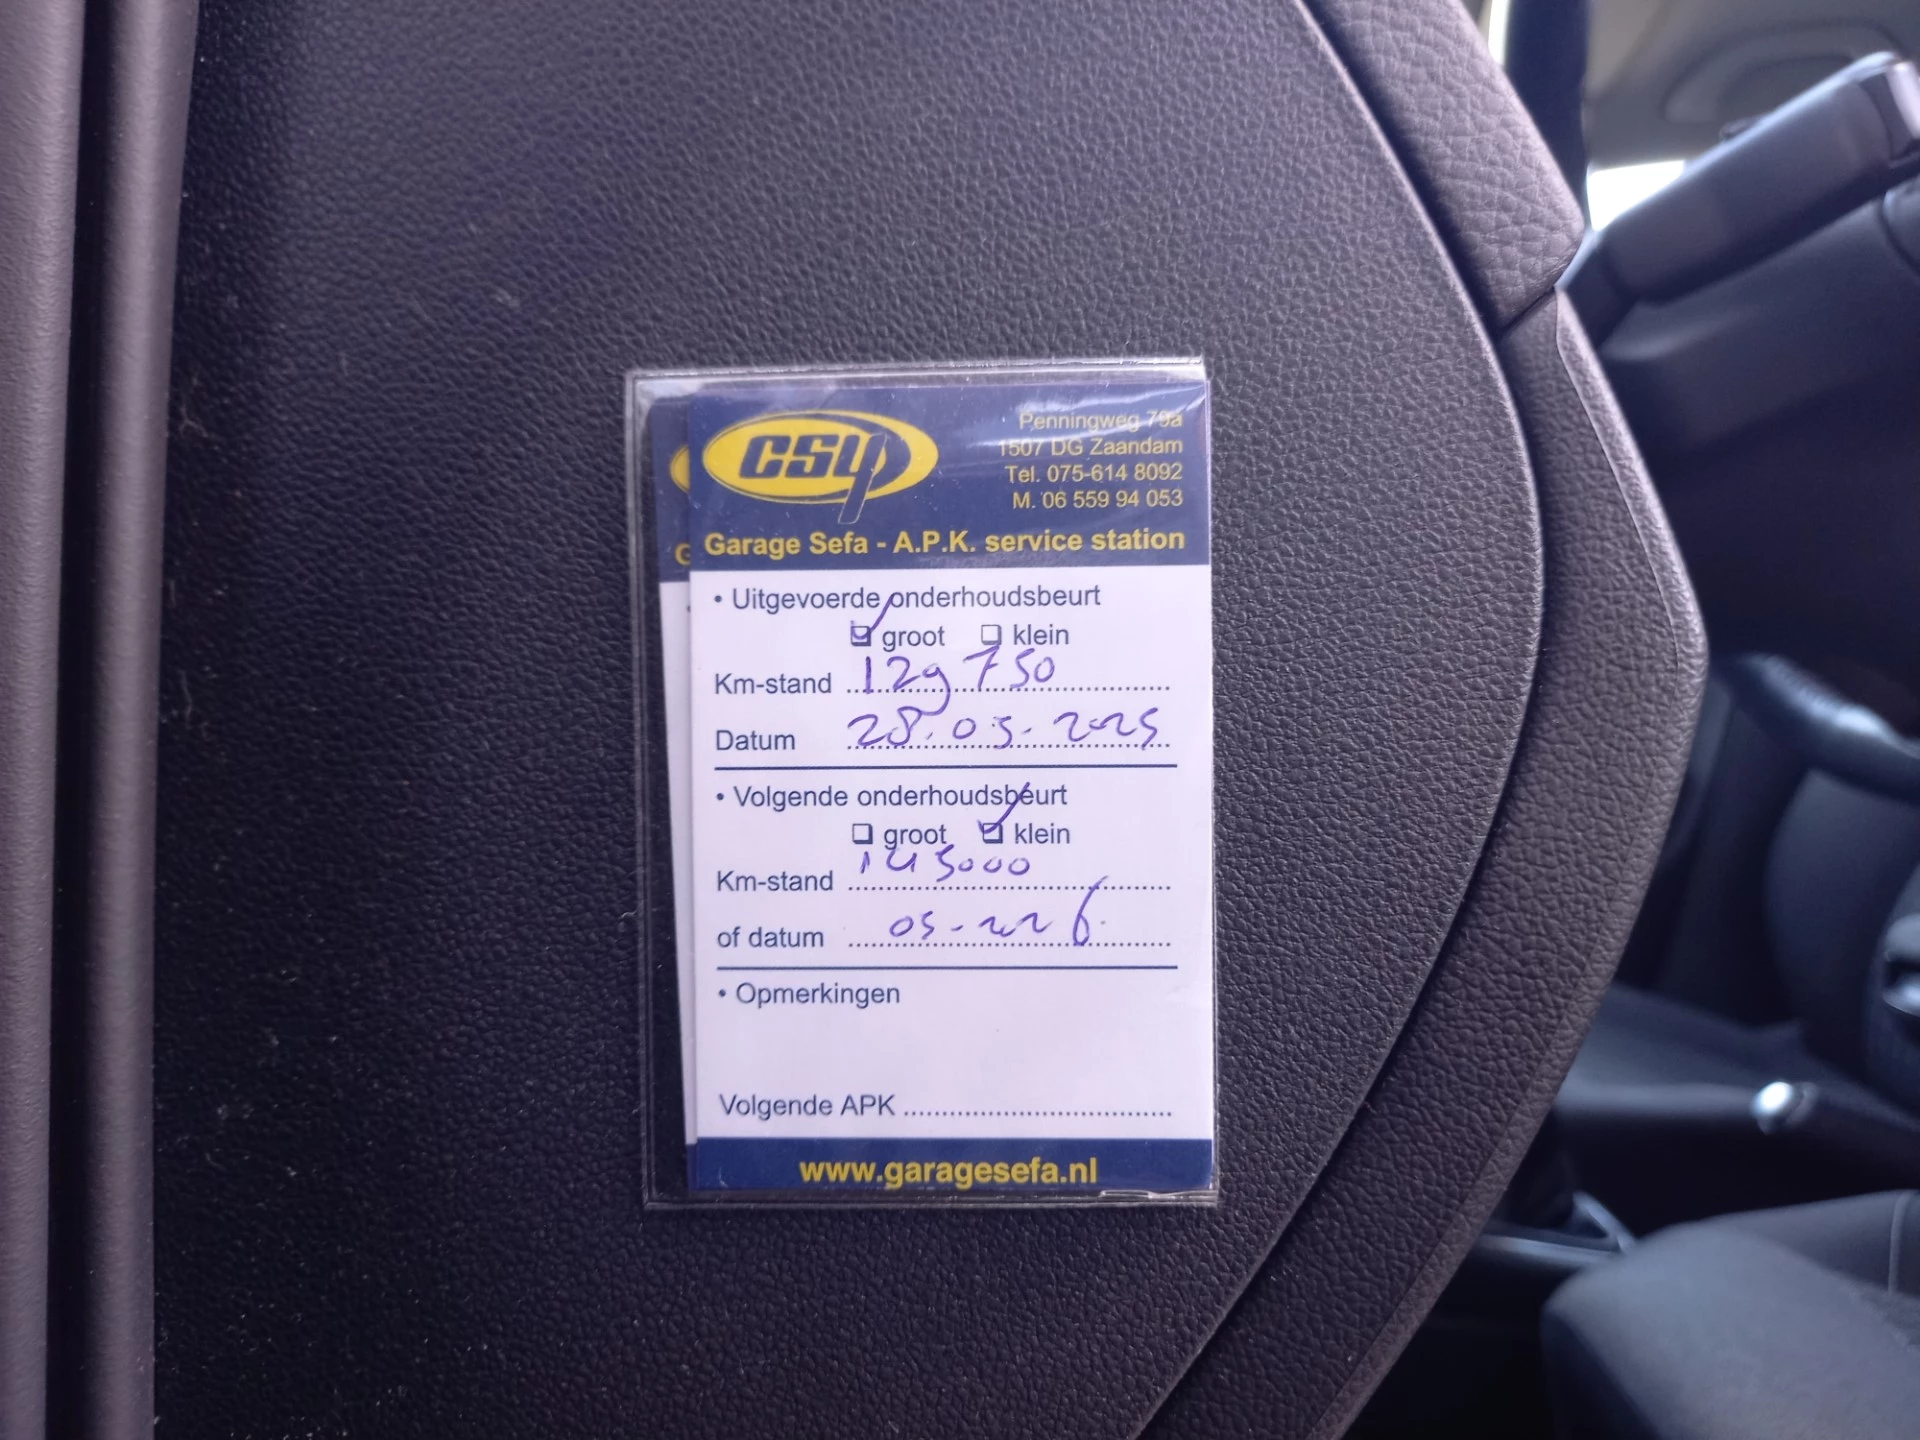 CSY
Penningweg 79a
1507 DG Zaandam
Tel. 075-614 8092
M. 06 559 94 053
G Garage Sefa - A.P.K. service station
• Uitgevoerde onderhoudsbeurt
groot klein
Km-stand 129750
Datum 28.05.2025
• Volgende onderhoudsbeurt
groot klein
Km-stand 145000
of datum 05-2026
• Opmerkingen
Volgende APK
www.garagesefa.nl